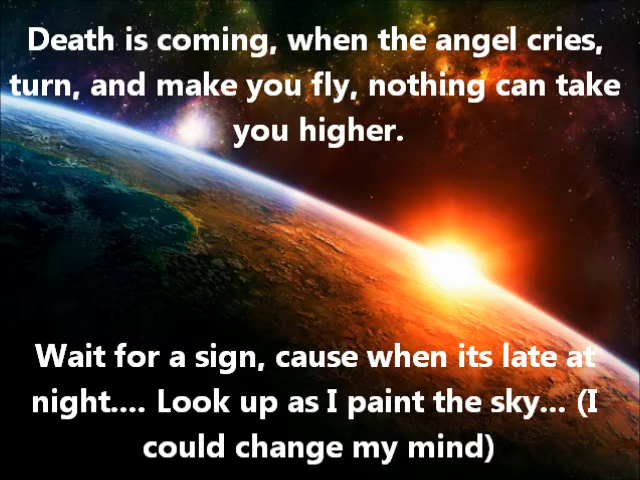 Death is coming, when the angel cries,
turn, and make you fly, nothing can take
you higher.
Wait for a sign, cause when its late at
night.... Look up as I paint the sky... (I
could change my mind)